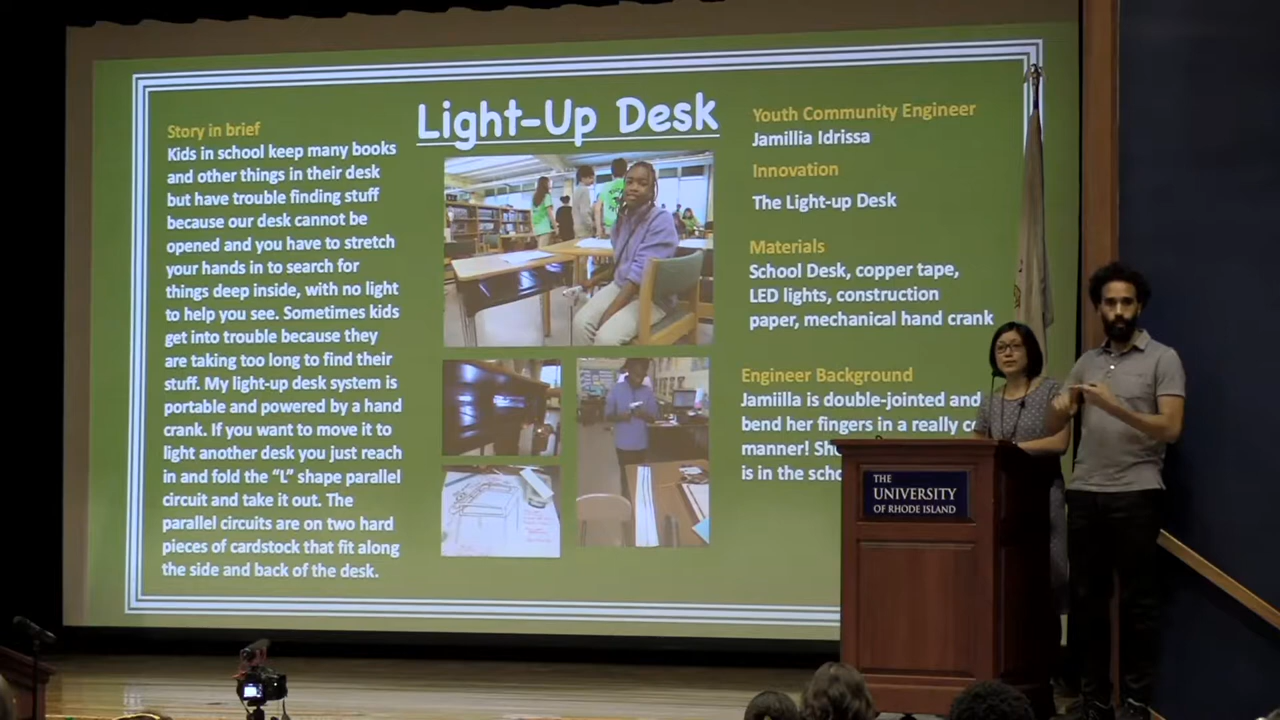 Light-Up Desk
Story in brief
Kids in school keep many books
and other things in their desk
but have trouble finding stuff
because our desk cannot be
opened and you have to stretch
your hands in to search for
things deep inside, with no light
to help you see. Sometimes kids
get into trouble because they
are taking too long to find their
stuff. My light-up desk system is
portable and powered by a hand
crank. If you want to move it to
light another desk you just reach
in and fold the “L” shape parallel
circuit and take it out. The
parallel circuits are on two hard
pieces of cardstock that fit along
the side and back of the desk.
Youth Community Engineer
Jamillia Idrissa
Innovation
The Light-up Desk
Materials
School Desk, copper tape,
LED lights, construction
paper, mechanical hand crank
Engineer Background
Jamiilla is double-jointed and
bend her fingers in a really
manner!
is in the
THE
UNIVERSITY
OF RHODE ISLAND